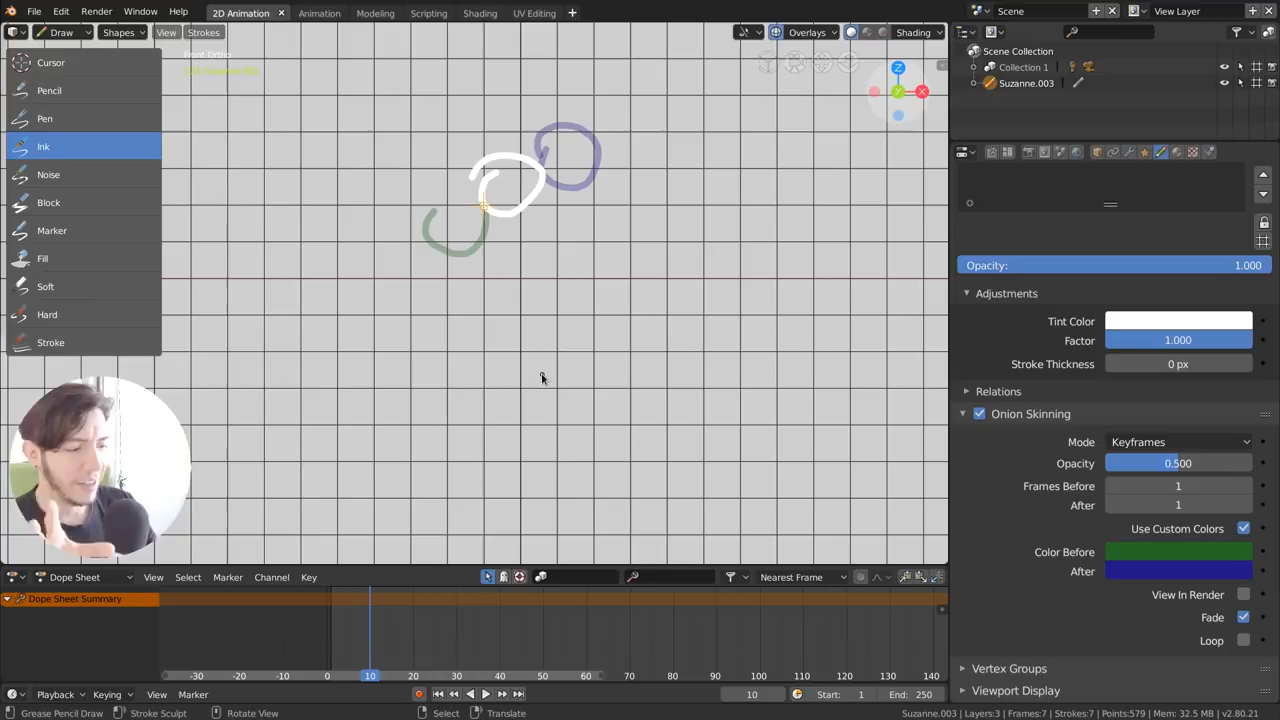 File Edit Render Window Help 2D Animation Animation Modeling Scripting Shading UV Editing Scene View Layer
Draw Shapes View Strokes Overlays Shading
Cursor
Pencil
Pen
Ink
Noise
Block
Marker
Fill
Soft
Hard
Stroke
Z
Y
X
Scene Collection
Collection 1
Suzanne.003
Opacity: 1.000
Adjustments
Tint Color
Factor 1.000
Stroke Thickness 0 px
Relations
Onion Skinning
Mode Keyframes
Opacity 0.500
Frames Before 1
After 1
Use Custom Colors
Color Before
After
View In Render
Fade
Loop
Vertex Groups
Viewport Display
Dope Sheet View Select Marker Channel Key Nearest Frame
Dope Sheet Summary
-30 -20 -10 0 10 20 30 40 50 60 70 80 90 100 110 120 130 140
Playback Keying View Marker 10 Start: 1 End: 250
Grease Pencil Draw Stroke Sculpt Rotate View Select Translate Suzanne.003 | Layers:3 | Frames:7 | Strokes:7 | Points:579 | Mem: 32.5 MB | v2.80.21